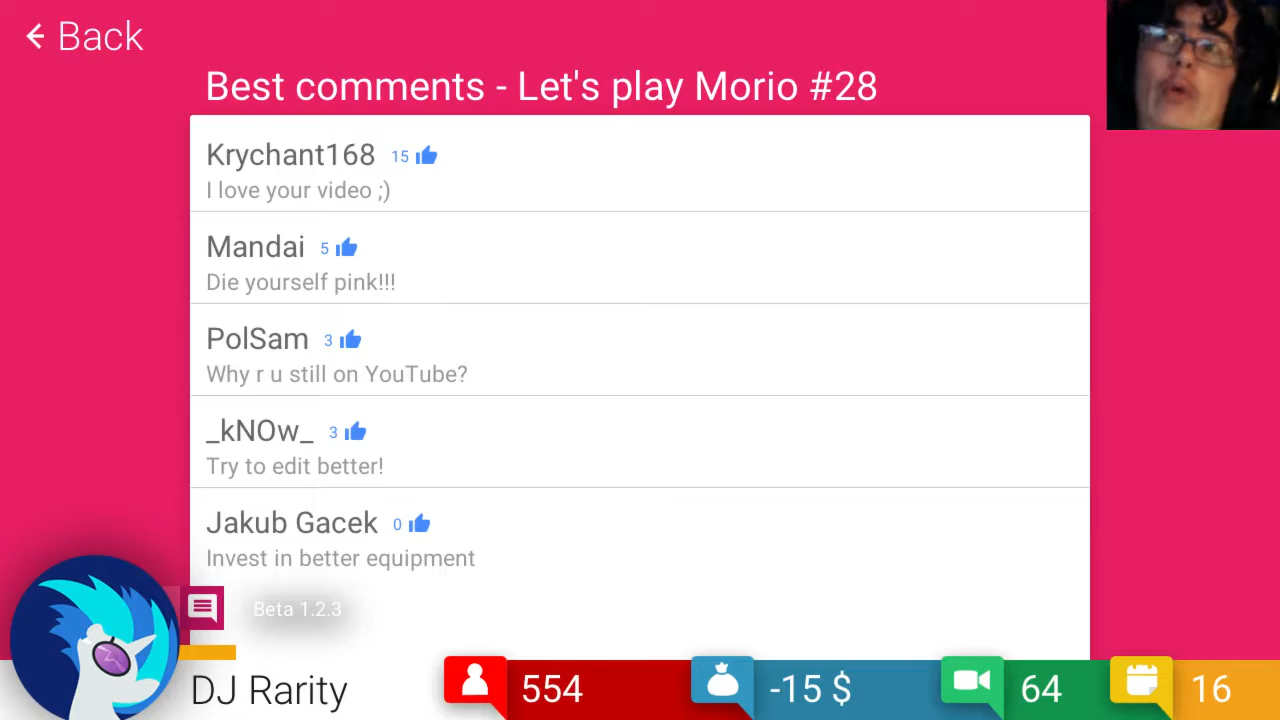 Back
Best comments - Let's play Morio #28
Krychant168 15
I love your video ;)
Mandai 5
Die yourself pink!!!
PolSam 3
Why r u still on YouTube?
_kNOw_ 3
Try to edit better!
Jakub Gacek 0
Invest in better equipment
Beta 1.2.3
DJ Rarity 554 -15 $ 64 16